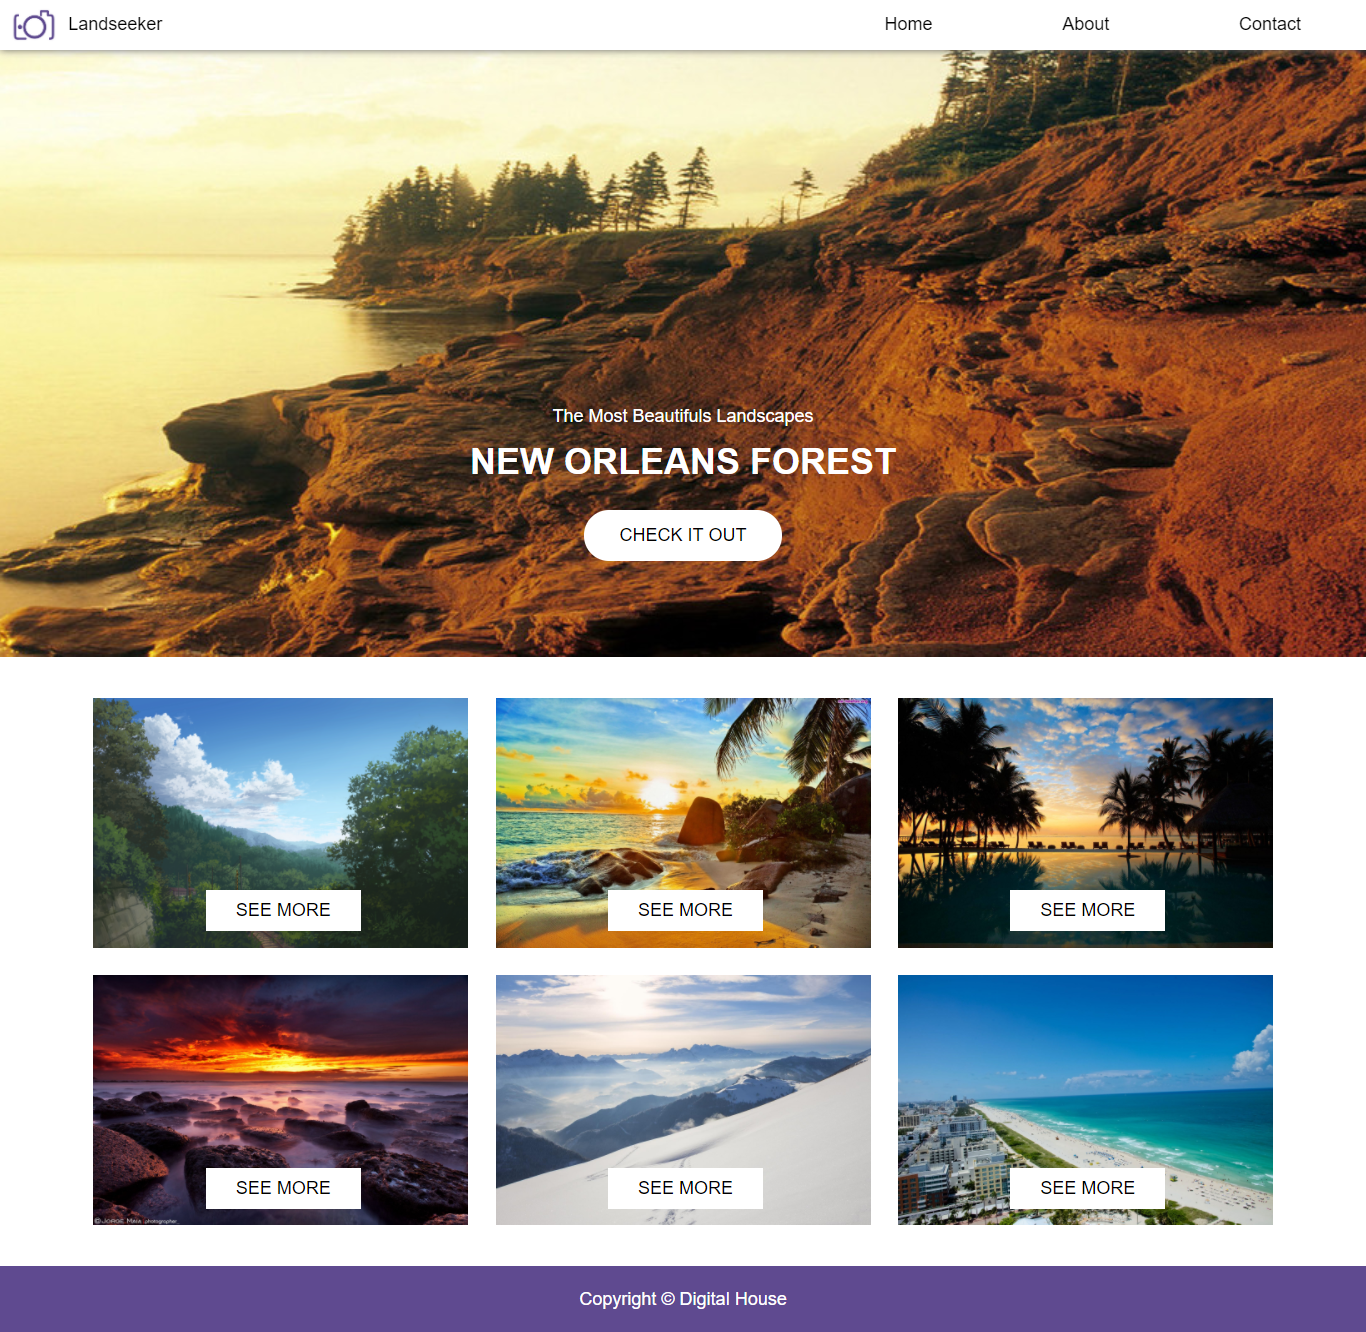 Landseeker
Home
About
Contact
The Most Beautifuls Landscapes
NEW ORLEANS FOREST
CHECK IT OUT
SEE MORE
SEE MORE
SEE MORE
SEE MORE
SEE MORE
SEE MORE
Copyright © Digital House